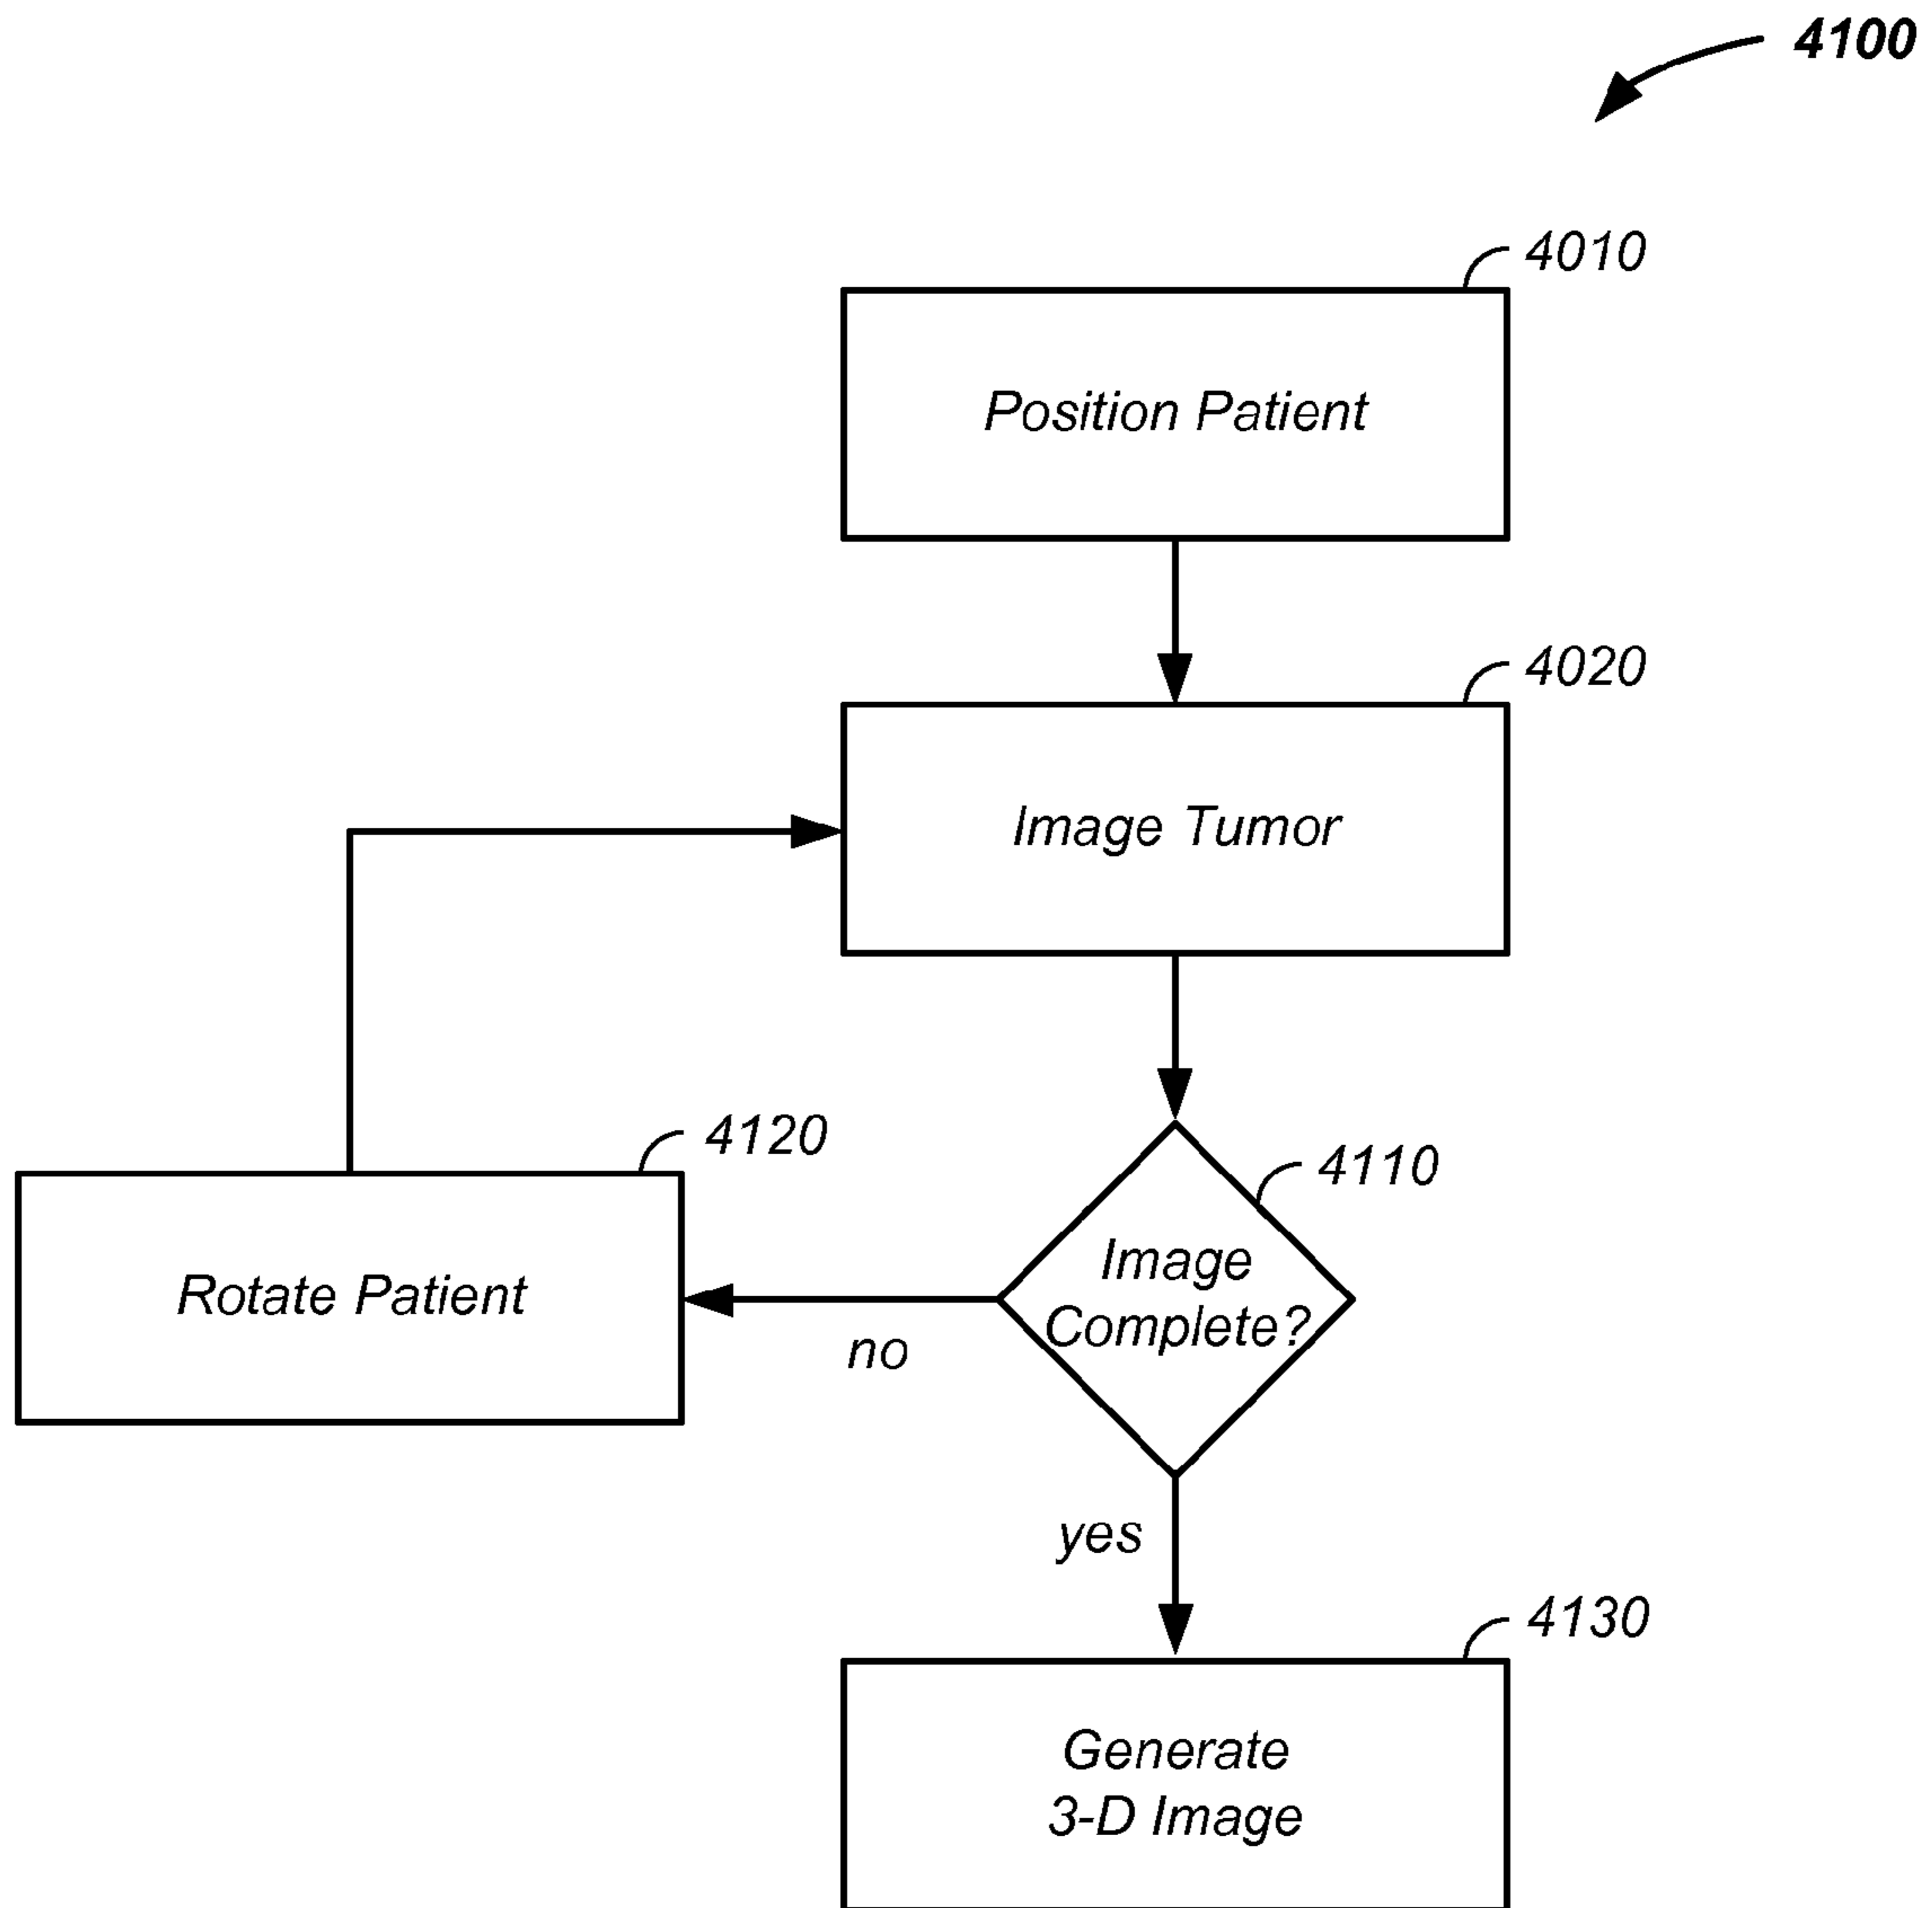 4100
4010
Position Patient
4020
Image Tumor
4120
4110
Rotate Patient
Image
Complete?
no
yes
4130
Generate
3-D Image